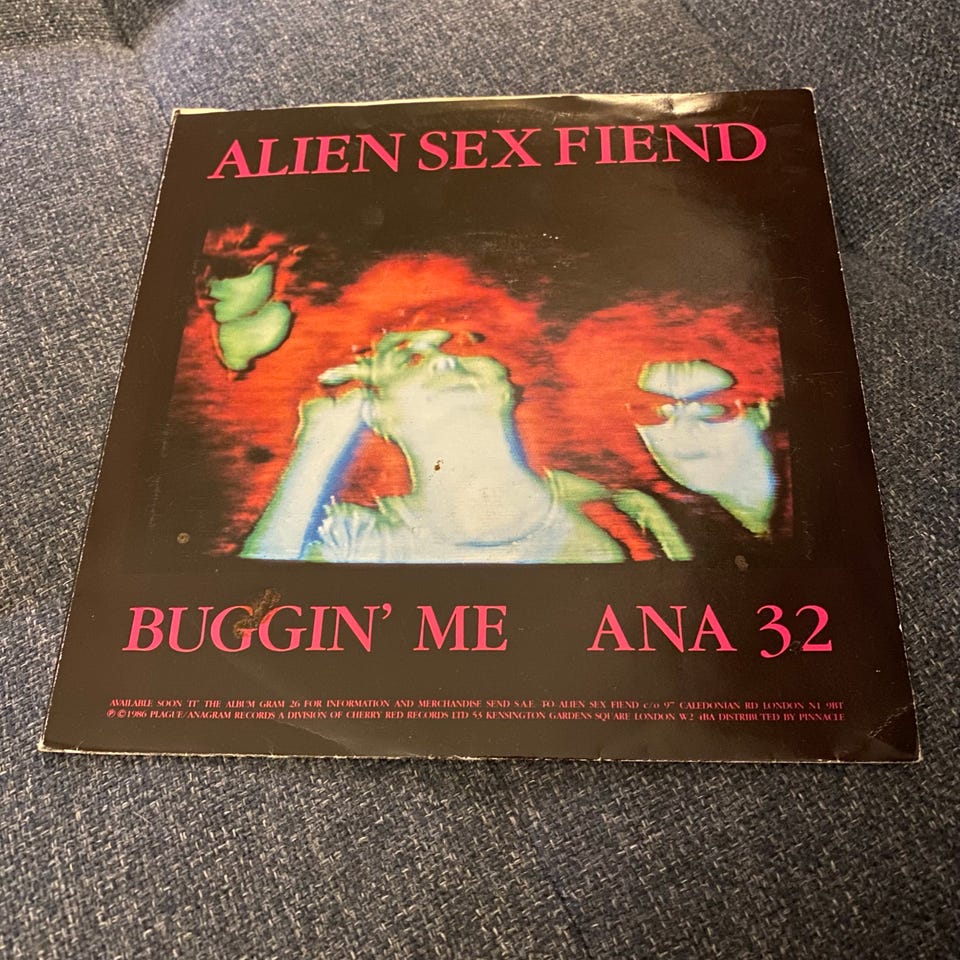 ALIEN SEX FIEND
BUGGIN' ME ANA 32
AVAILABLE SOON "IT" THE ALBUM GRAM 26 FOR INFORMATION AND MERCHANDISE SEND S.A.E. TO ALIEN SEX FIEND c/o 97 CALEDONIAN RD LONDON N1 9BT
℗ © 1986 PLAGUE/ANAGRAM RECORDS A DIVISION OF CHERRY RED RECORDS LTD 53 KENSINGTON GARDENS SQUARE LONDON W2 4BA DISTRIBUTED BY PINNACLE